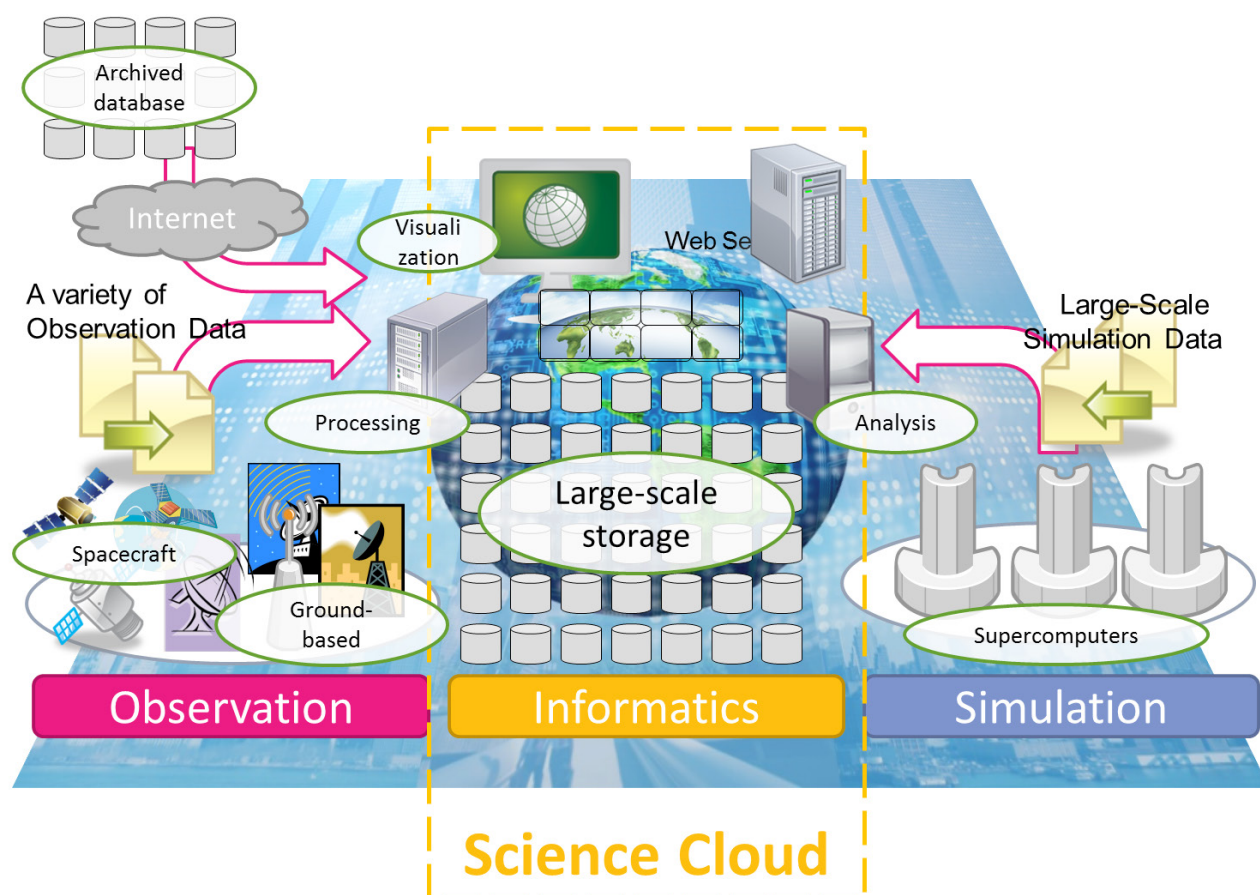 Archived
database
Internet
Visuali
zation
Web Se
A variety of
Observation Data
Large-Scale
Simulation Data
Processing
Analysis
Large-scale
storage
Spacecraft
Ground-
based
Supercomputers
Observation
Informatics
Simulation
Science Cloud